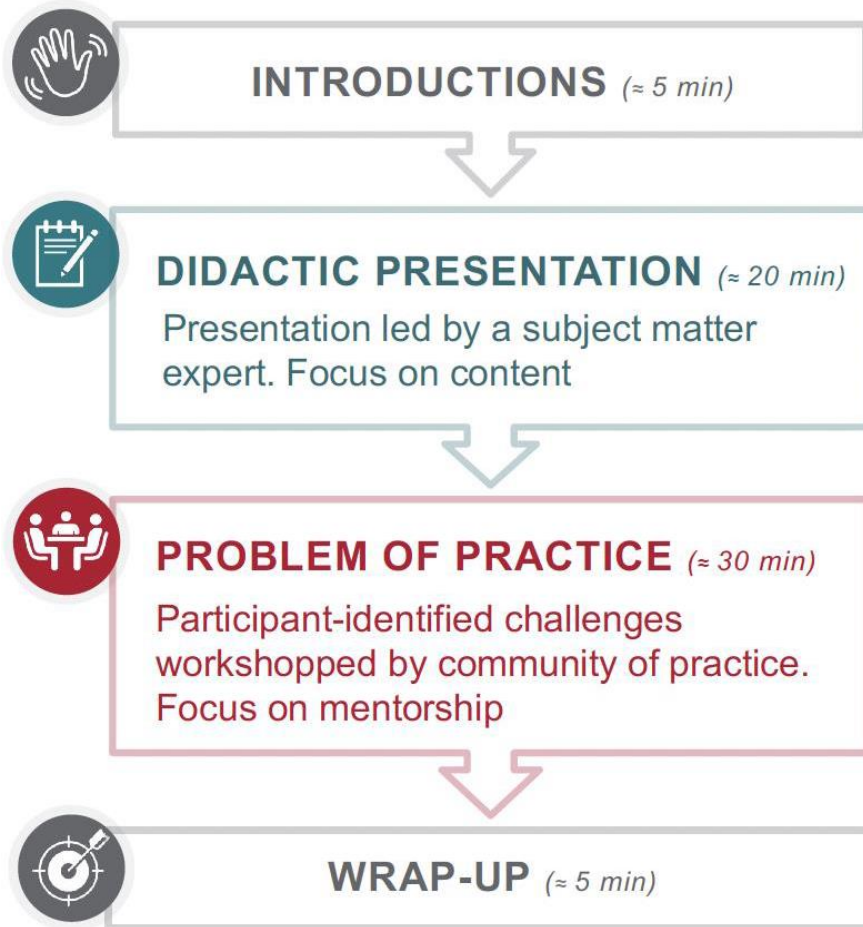 INTRODUCTIONS (≈ 5 min)
DIDACTIC PRESENTATION (≈ 20 min)
Presentation led by a subject matter
expert. Focus on content
PROBLEM OF PRACTICE (≈ 30 min)
Participant-identified challenges
workshopped by community of practice.
Focus on mentorship
WRAP-UP (≈ 5 min)